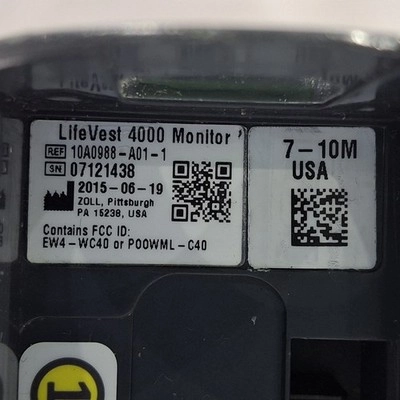 LifeVest 4000 Monitor
REF 10A0988-A01-1
SN 07121438
2015-06-19
ZOLL, Pittsburgh
PA 15238, USA
Contains FCC ID:
EW4-WC40 or POOWML-C40
7-10M
USA